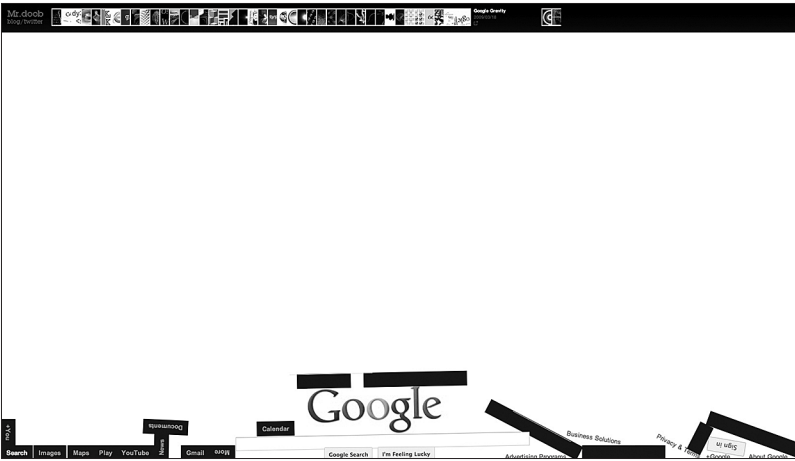 Mr.doob
blog/twitter
Google Gravity
Google
+You
Documents
Calendar
Search
Images
Maps
Play
YouTube
News
Gmail
More
Google Search
I'm Feeling Lucky
Advertising Programs
Business Solutions
Privacy & Terms
+Google
Sign in
About Google